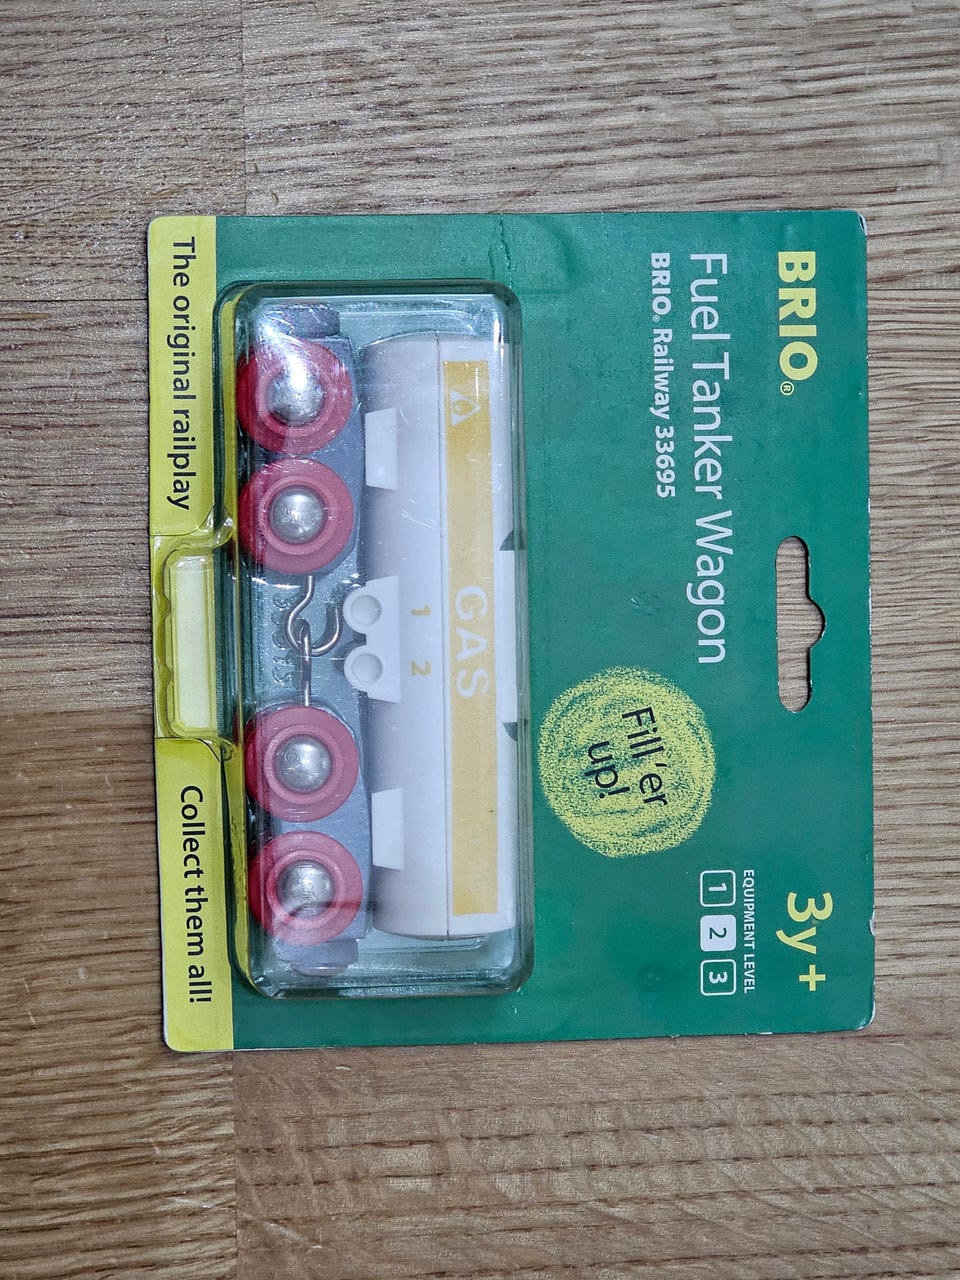 BRIO®
3y+
Fuel Tanker Wagon
BRIO® Railway 33695
EQUIPMENT LEVEL
1 2 3
Fill 'er
up!
GAS
1 2
The original railplay
Collect them all!